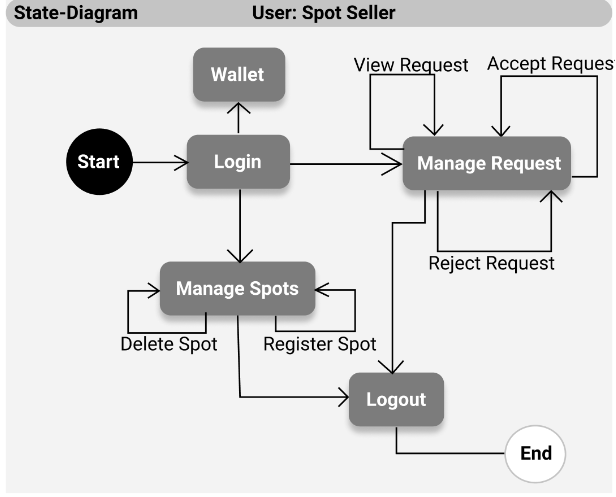 State-Diagram
User: Spot Seller
Wallet
View Request
Accept Reques
Start
Login
Manage Request
Reject Request
Manage Spots
Delete Spot
Register Spot
Logout
End